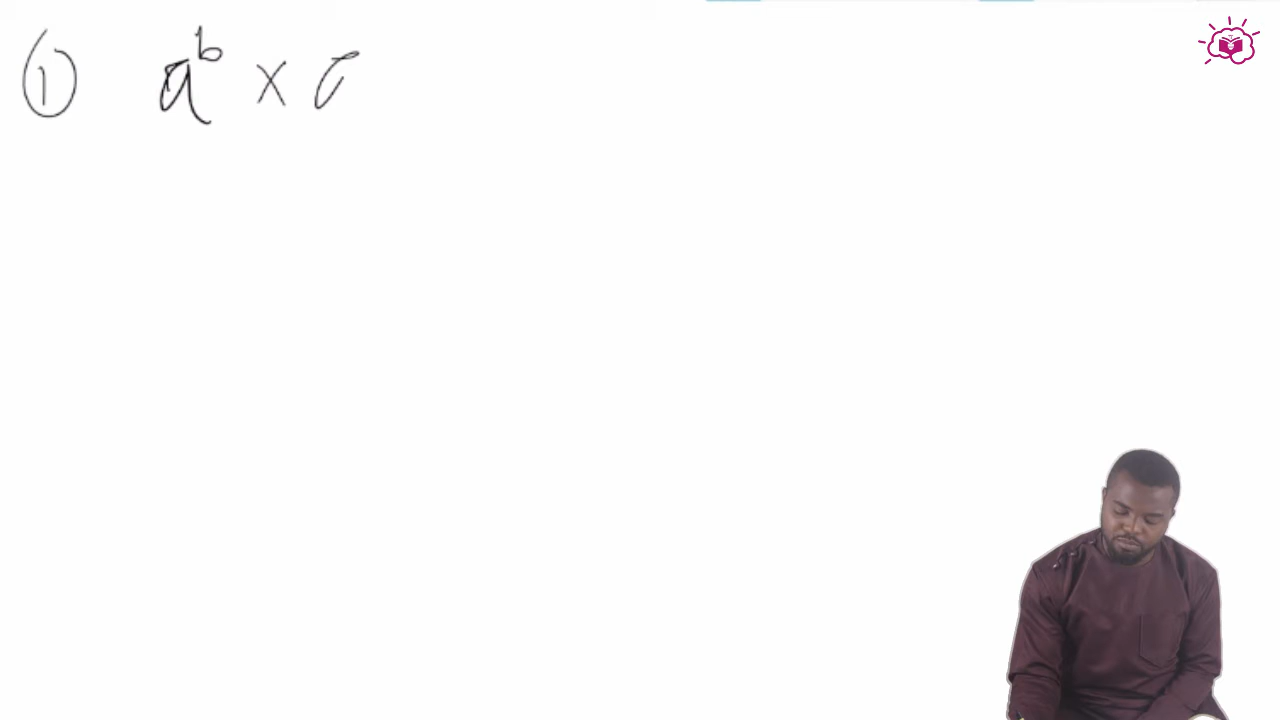 ① a^b ×